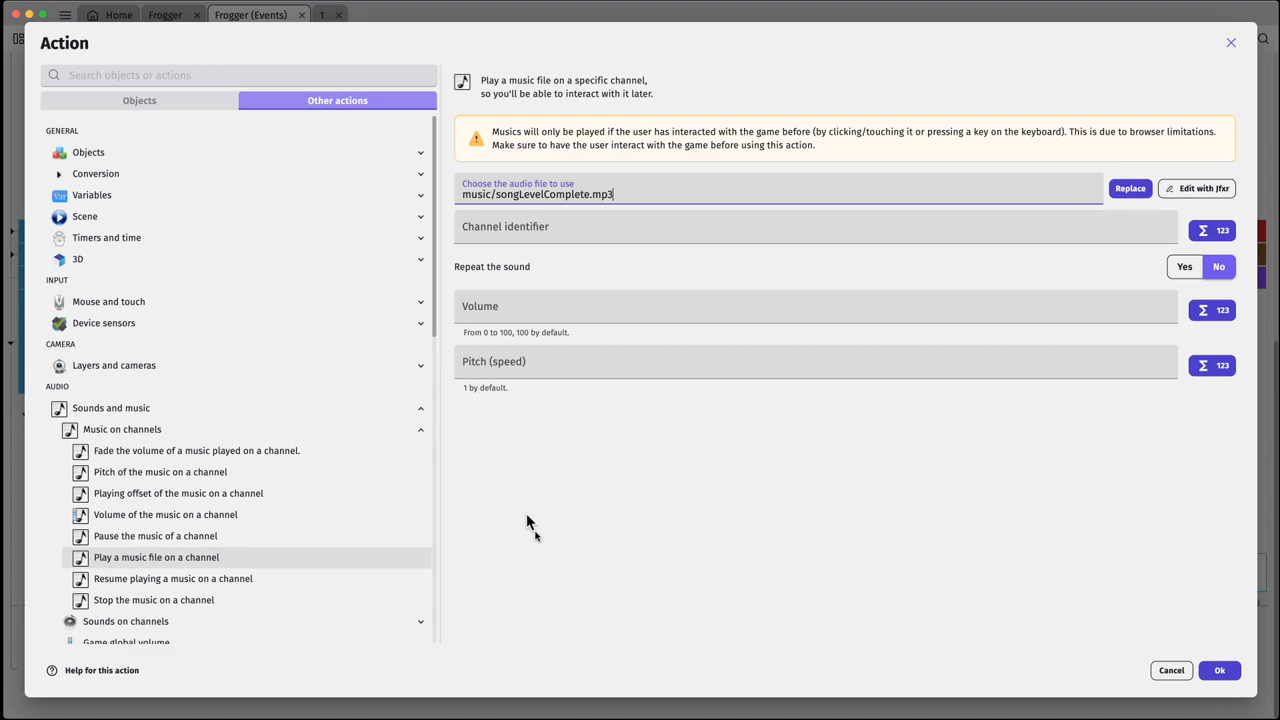 Home
Frogger
Frogger (Events)
1
Action
Search objects or actions
Objects
Other actions
GENERAL
Objects
Conversion
Variables
Scene
Timers and time
3D
INPUT
Mouse and touch
Device sensors
CAMERA
Layers and cameras
AUDIO
Sounds and music
Music on channels
Fade the volume of a music played on a channel.
Pitch of the music on a channel
Playing offset of the music on a channel
Volume of the music on a channel
Pause the music of a channel
Play a music file on a channel
Resume playing a music on a channel
Stop the music on a channel
Sounds on channels
Game global volume
Play a music file on a specific channel,
so you'll be able to interact with it later.
Musics will only be played if the user has interacted with the game before (by clicking/touching it or pressing a key on the keyboard). This is due to browser limitations.
Make sure to have the user interact with the game before using this action.
Choose the audio file to use
music/songLevelComplete.mp3
Replace
Edit with Jfxr
Channel identifier
Σ 123
Repeat the sound
Yes
No
Volume
Σ 123
From 0 to 100, 100 by default.
Pitch (speed)
Σ 123
1 by default.
Help for this action
Cancel
Ok